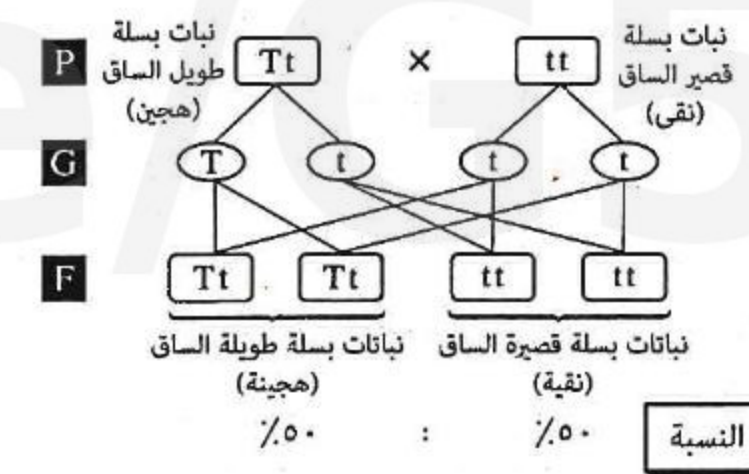 نبات بسلة
طويل الساق
(هجين)
P Tt × tt
نبات بسلة
قصير الساق
(نقى)
G T t t t
F Tt Tt tt tt
نباتات بسلة طويلة الساق
(هجينة)
نباتات بسلة قصيرة الساق
(نقية)
٪٥٠ : ٪٥٠
النسبة
e/G5